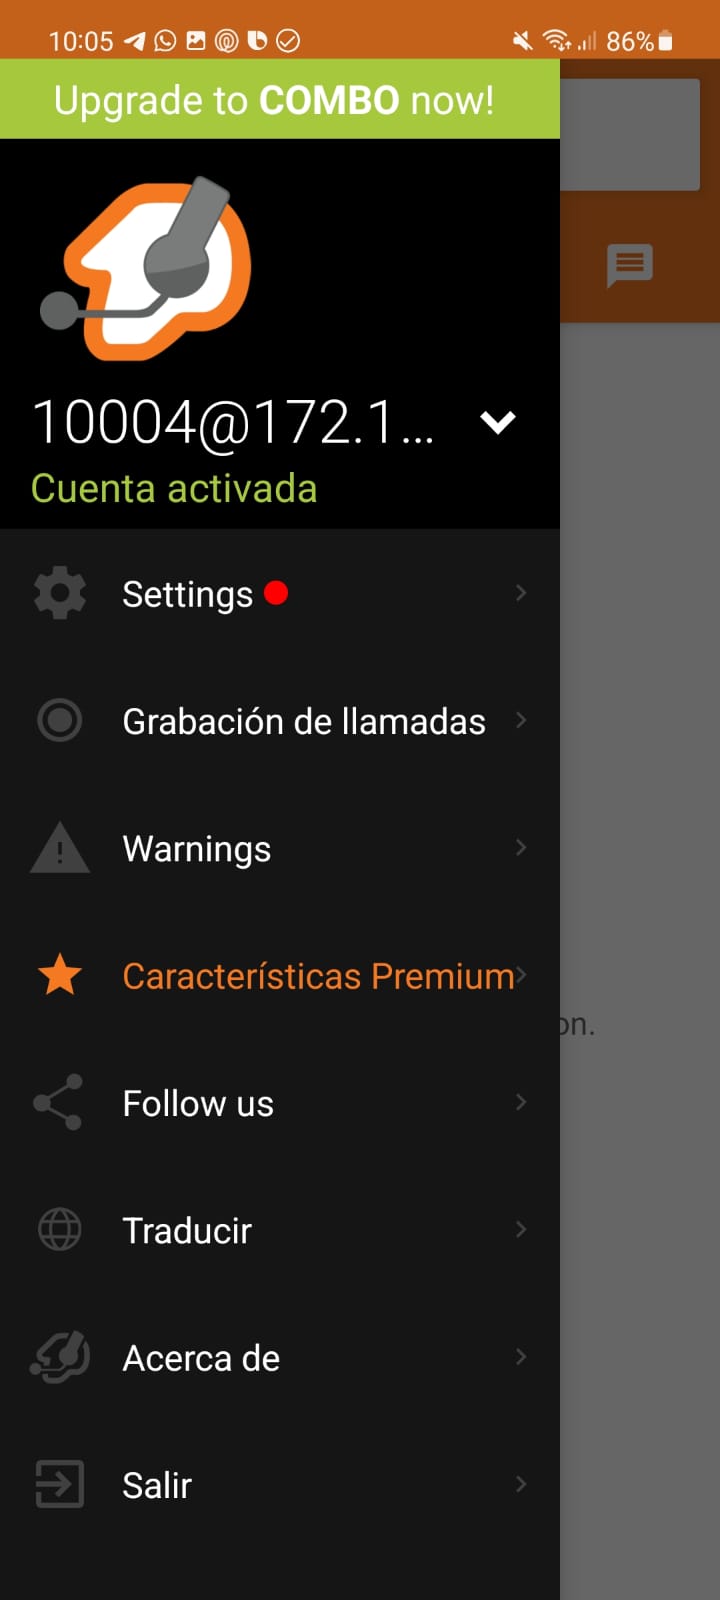 10:05
86%
Upgrade to COMBO now!
10004@172.1...
Cuenta activada
Settings
Grabación de llamadas
Warnings
Características Premium
on.
Follow us
Traducir
Acerca de
Salir